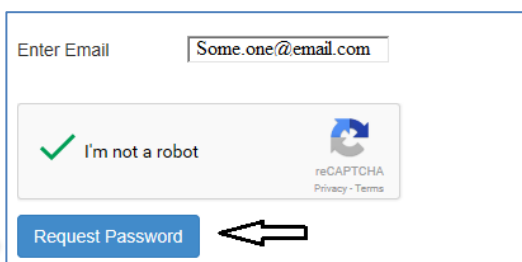 Enter Email Some.one@email.com
I'm not a robot
reCAPTCHA
Privacy - Terms
Request Password